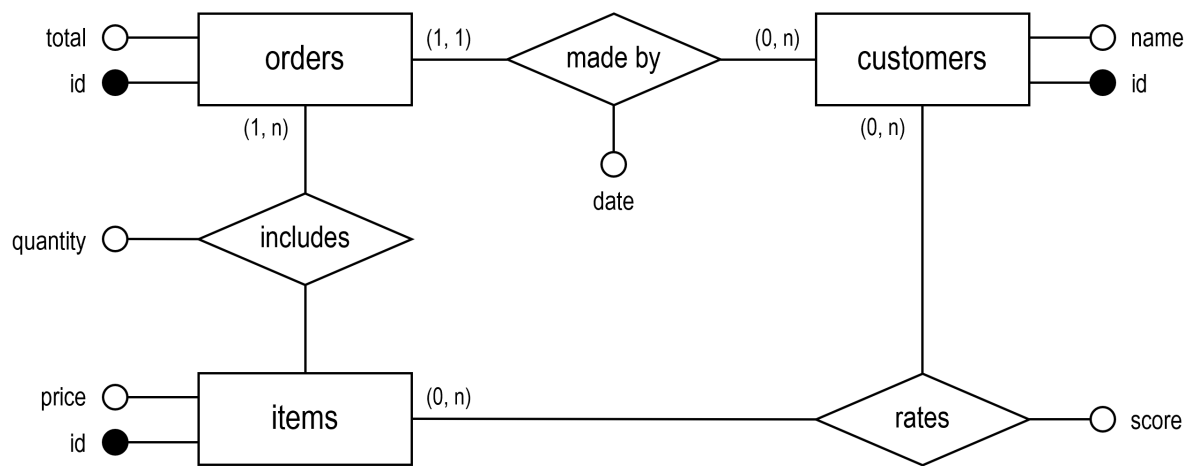 total
orders
(1, 1)
made by
(0, n)
customers
name
id
id
(1, n)
(0, n)
date
quantity
includes
price
items
(0, n)
rates
score
id